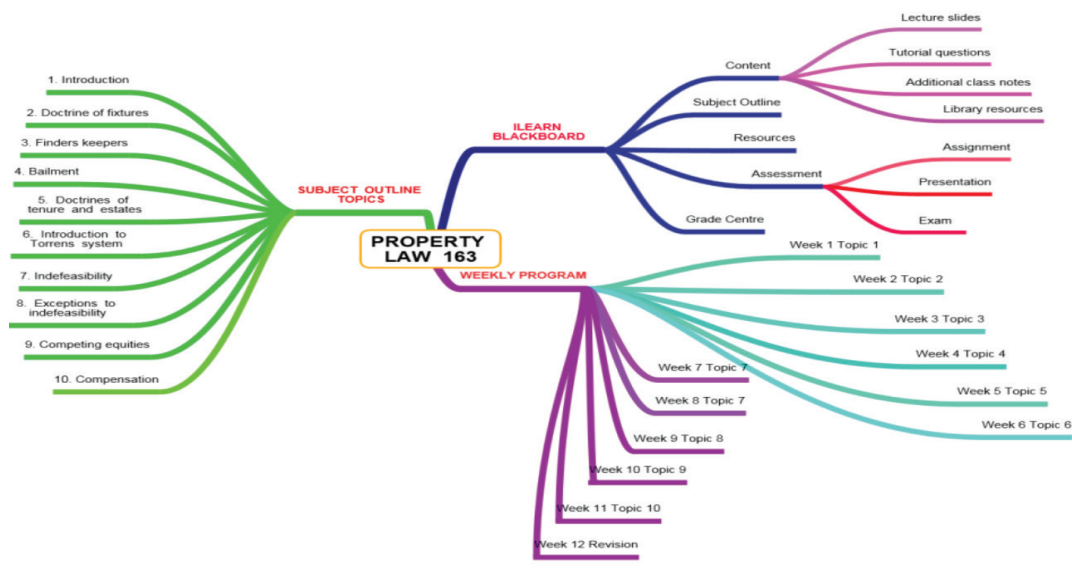 PROPERTY
LAW 163
SUBJECT OUTLINE
TOPICS
1. Introduction
2. Doctrine of fixtures
3. Finders keepers
4. Bailment
5. Doctrines of
tenure and estates
6. Introduction to
Torrens system
7. Indefeasibility
8. Exceptions to
indefeasibility
9. Competing equities
10. Compensation
ILEARN
BLACKBOARD
Content
Lecture slides
Tutorial questions
Additional class notes
Library resources
Subject Outline
Resources
Assessment
Assignment
Presentation
Exam
Grade Centre
WEEKLY PROGRAM
Week 1 Topic 1
Week 2 Topic 2
Week 3 Topic 3
Week 4 Topic 4
Week 5 Topic 5
Week 6 Topic 6
Week 7 Topic 7
Week 8 Topic 7
Week 9 Topic 8
Week 10 Topic 9
Week 11 Topic 10
Week 12 Revision